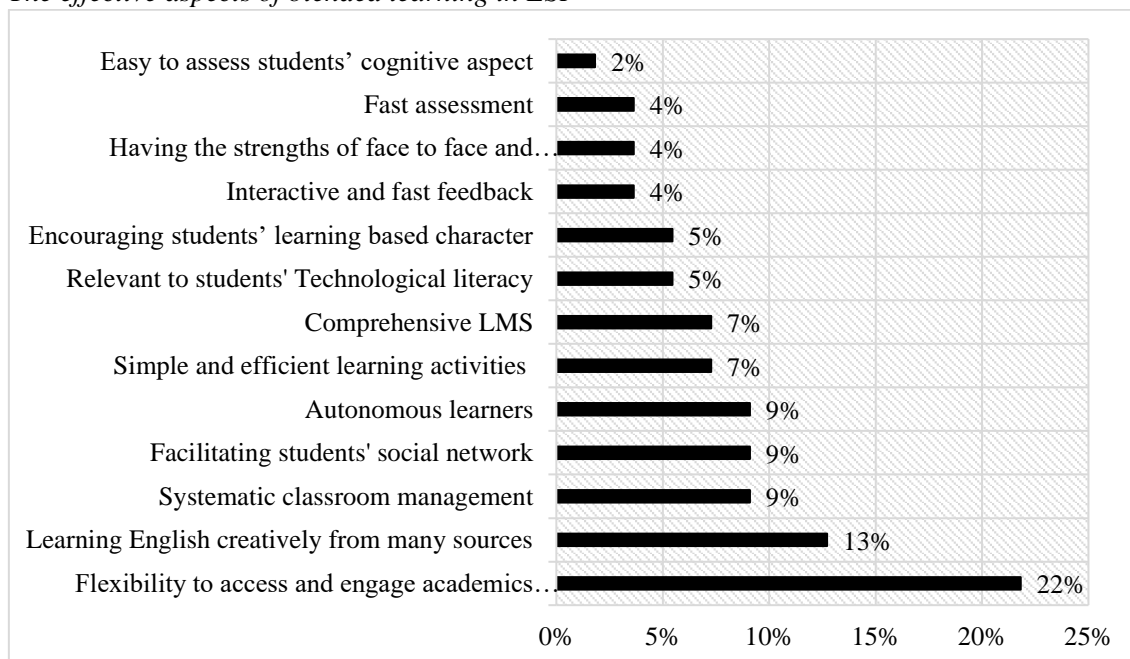 The effective aspects of blended learning in ESP
Easy to assess students’ cognitive aspect 2%
Fast assessment 4%
Having the strengths of face to face and… 4%
Interactive and fast feedback 4%
Encouraging students’ learning based character 5%
Relevant to students' Technological literacy 5%
Comprehensive LMS 7%
Simple and efficient learning activities 7%
Autonomous learners 9%
Facilitating students' social network 9%
Systematic classroom management 9%
Learning English creatively from many sources 13%
Flexibility to access and engage academics… 22%
0% 5% 10% 15% 20% 25%